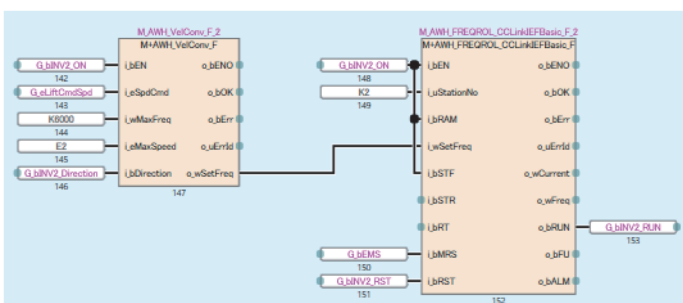 M_AWH_VelConv_F_2
M+AWH_VelConv_F
G_bINV2_ON
142
i_bEN
o_bENO
G_eLiftCmdSpd
143
i_eSpdCmd
o_bOK
K6000
144
i_wMaxFreq
o_bErr
E2
145
i_eMaxSpeed
o_uErrId
G_bINV2_Direction
146
i_bDirection
o_wSetFreq
147
M_AWH_FREQROL_CCLinkIEFBasic_F_2
M+AWH_FREQROL_CCLinkIEFBasic_F
G_bINV2_ON
148
i_bEN
o_bENO
K2
149
i_uStationNo
o_bOK
i_bRAM
o_bErr
i_wSetFreq
o_uErrId
i_bSTF
o_wCurrent
i_bSTR
o_wFreq
i_bRT
o_bRUN
G_bINV2_RUN
153
G_bEMS
150
i_bMRS
o_bFU
G_bINV2_RST
151
i_bRST
o_bALM
152